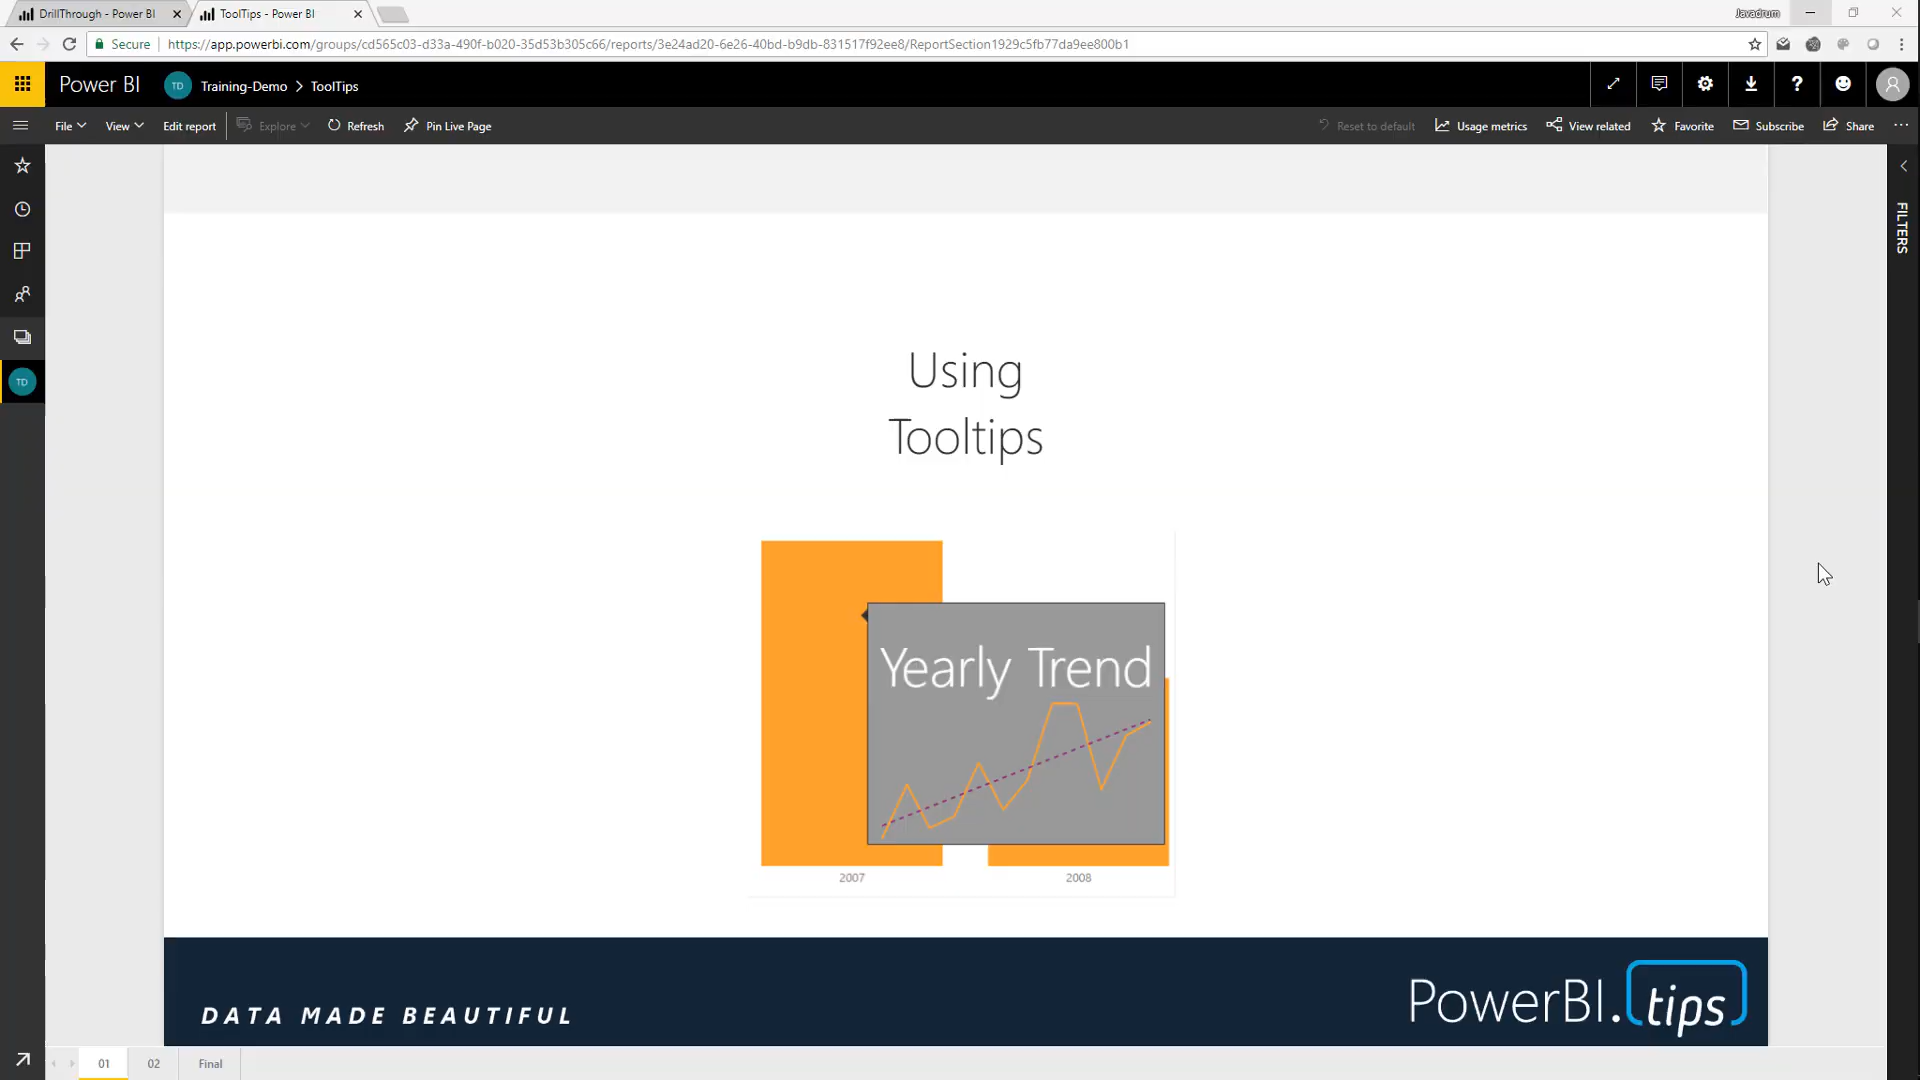 DrillThrough - Power BI
ToolTips - Power BI
Javadrum
Secure
https://app.powerbi.com/groups/cd565c03-d33a-490f-b020-35d53b305c66/reports/3e24ad20-6e26-40bd-b9db-831517f92ee8/ReportSection1929c5fb77da9ee800b1
Power BI TD Training-Demo > ToolTips
File View Edit report Explore Refresh Pin Live Page Reset to default Usage metrics View related Favorite Subscribe Share
FILTERS
TD
Using
Tooltips
Yearly Trend
2007 2008
DATA MADE BEAUTIFUL
PowerBI.tips
01 02 Final